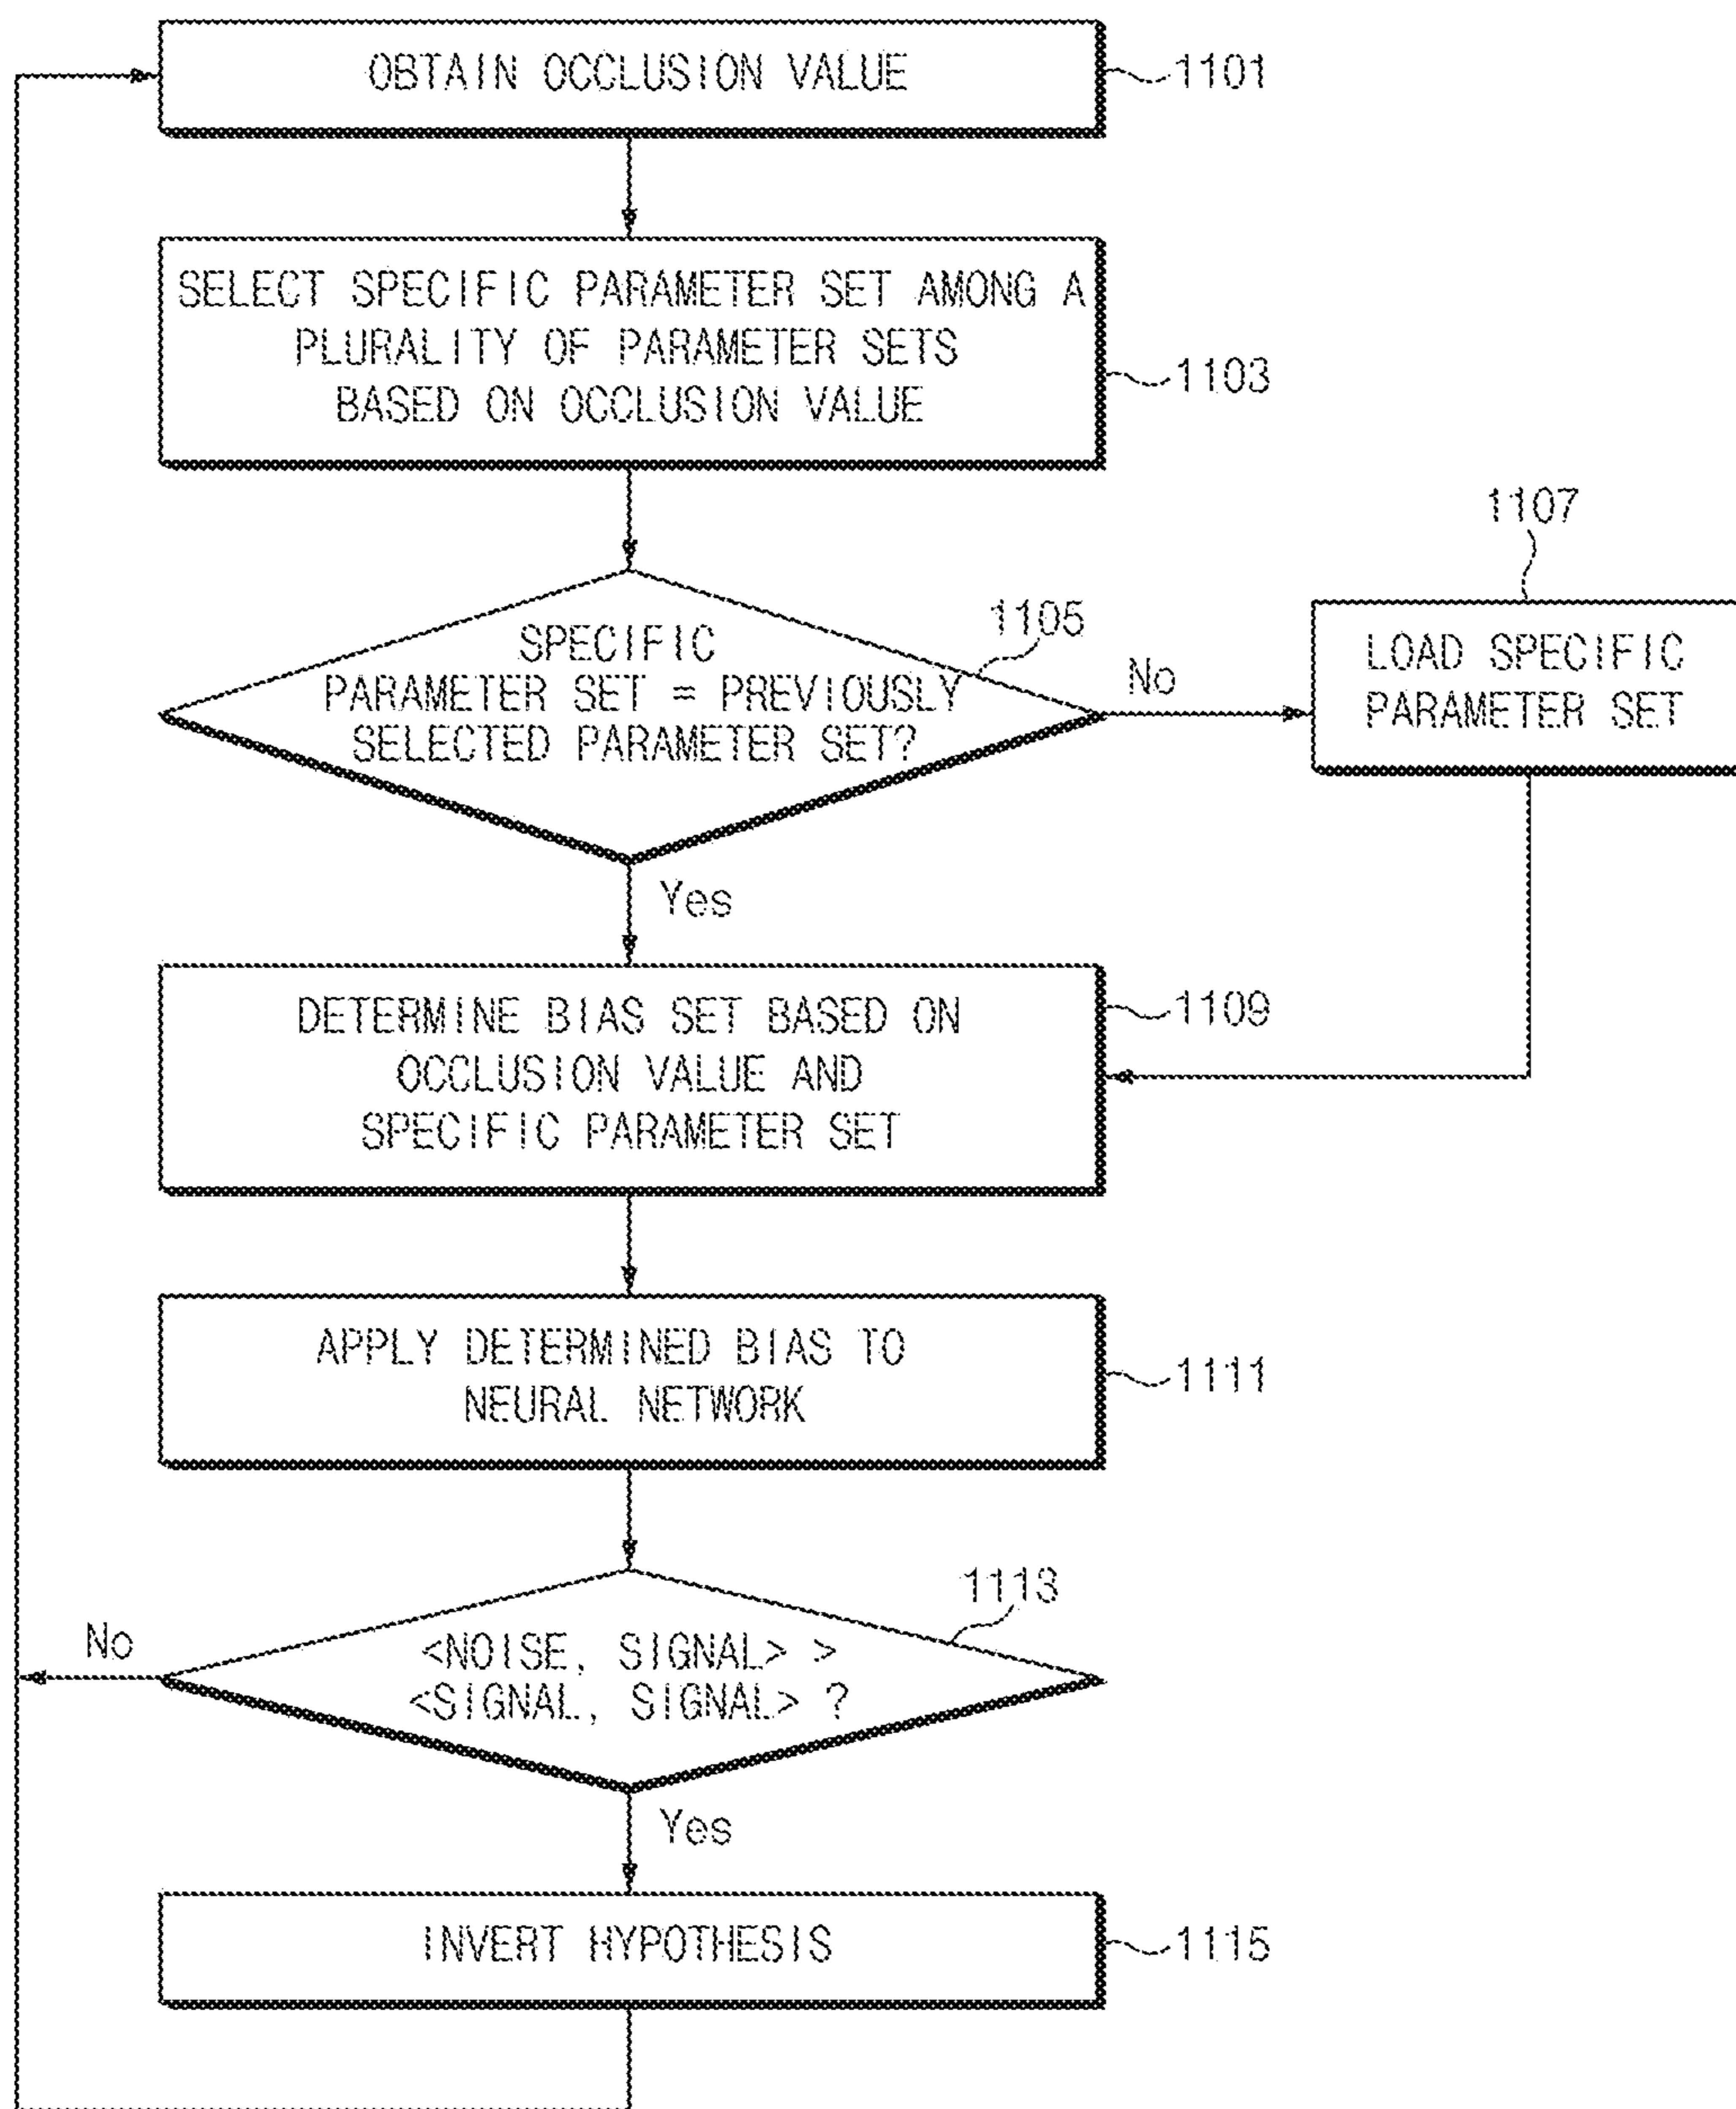 OBTAIN OCCLUSION VALUE
1101
SELECT SPECIFIC PARAMETER SET AMONG A
PLURALITY OF PARAMETER SETS
BASED ON OCCLUSION VALUE
1103
SPECIFIC
PARAMETER SET = PREVIOUSLY
SELECTED PARAMETER SET?
1105
No
1107
LOAD SPECIFIC
PARAMETER SET
Yes
DETERMINE BIAS SET BASED ON
OCCLUSION VALUE AND
SPECIFIC PARAMETER SET
1109
APPLY DETERMINED BIAS TO
NEURAL NETWORK
1111
<NOISE, SIGNAL> >
<SIGNAL, SIGNAL> ?
1113
No
Yes
INVERT HYPOTHESIS
1115